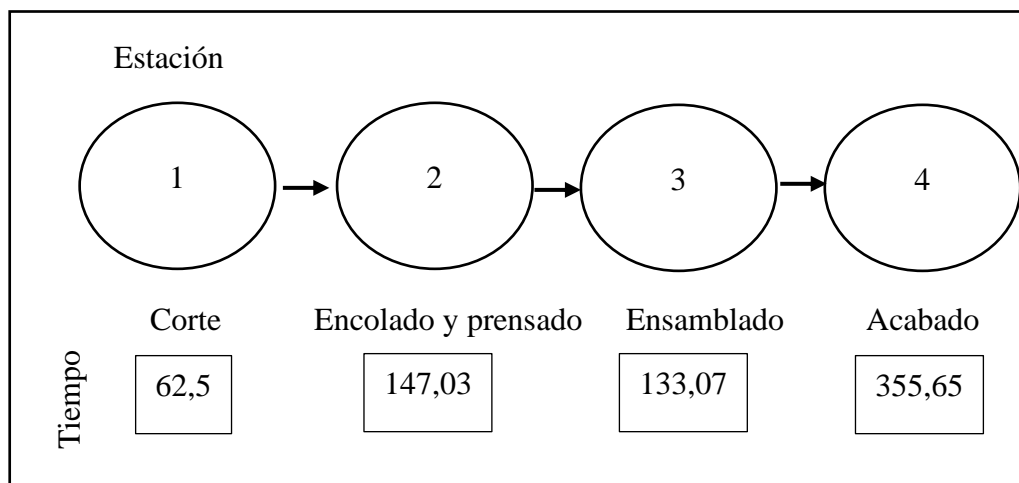 Estación
1 2 3 4
Corte Encolado y prensado Ensamblado Acabado
Tiempo
62,5 147,03 133,07 355,65